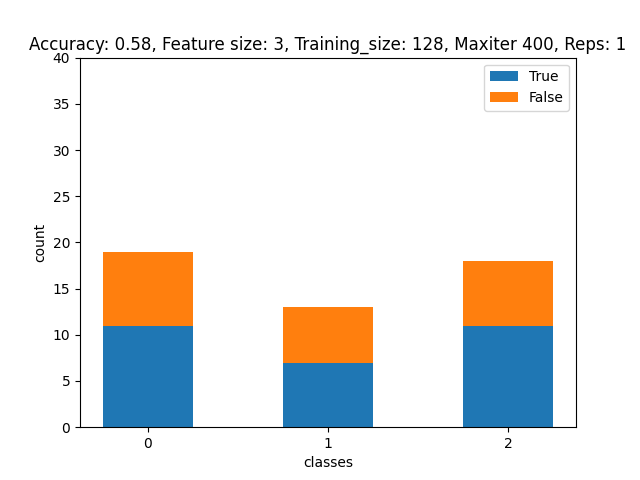 Accuracy: 0.58, Feature size: 3, Training_size: 128, Maxiter 400, Reps: 1
True
False
40
35
30
25
20
15
10
5
0
count
0 1 2
classes